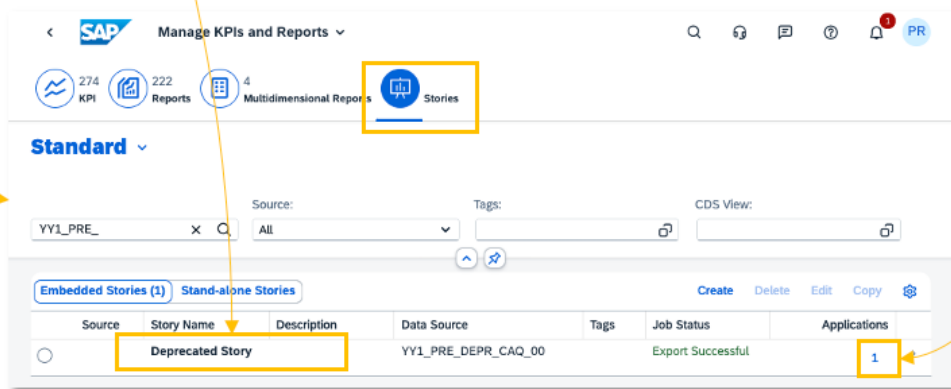 SAP Manage KPIs and Reports 1 PR
274 KPI 222 Reports 4 Multidimensional Reports Stories
Standard
Source: Tags: CDS View:
YY1_PRE_ All
Embedded Stories (1) Stand-alone Stories Create Delete Edit Copy
Source Story Name Description Data Source Tags Job Status Applications
Deprecated Story YY1_PRE_DEPR_CAQ_00 Export Successful 1